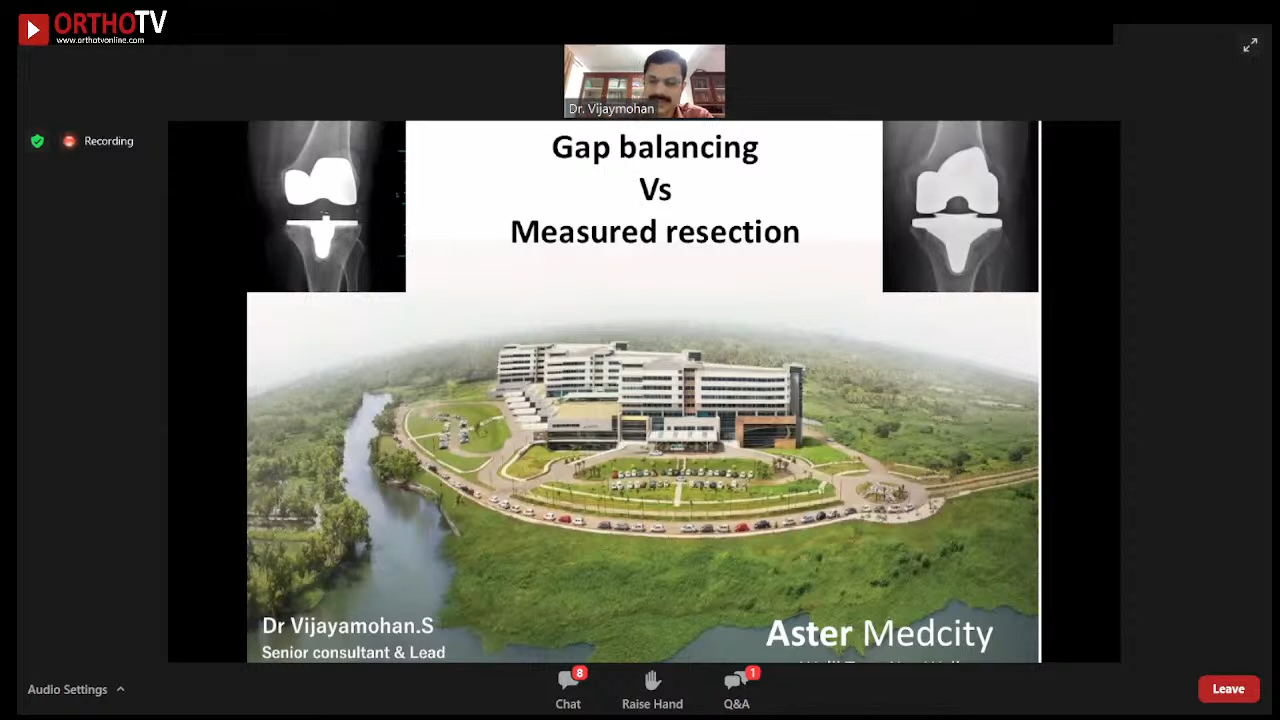 ORTHOTV
www.orthotvonline.com
Dr. Vijaymohan
Recording
Gap balancing
Vs
Measured resection
Dr Vijayamohan.S
Senior consultant & Lead
Aster Medcity
Audio Settings
8
Chat
Raise Hand
1
Q&A
Leave